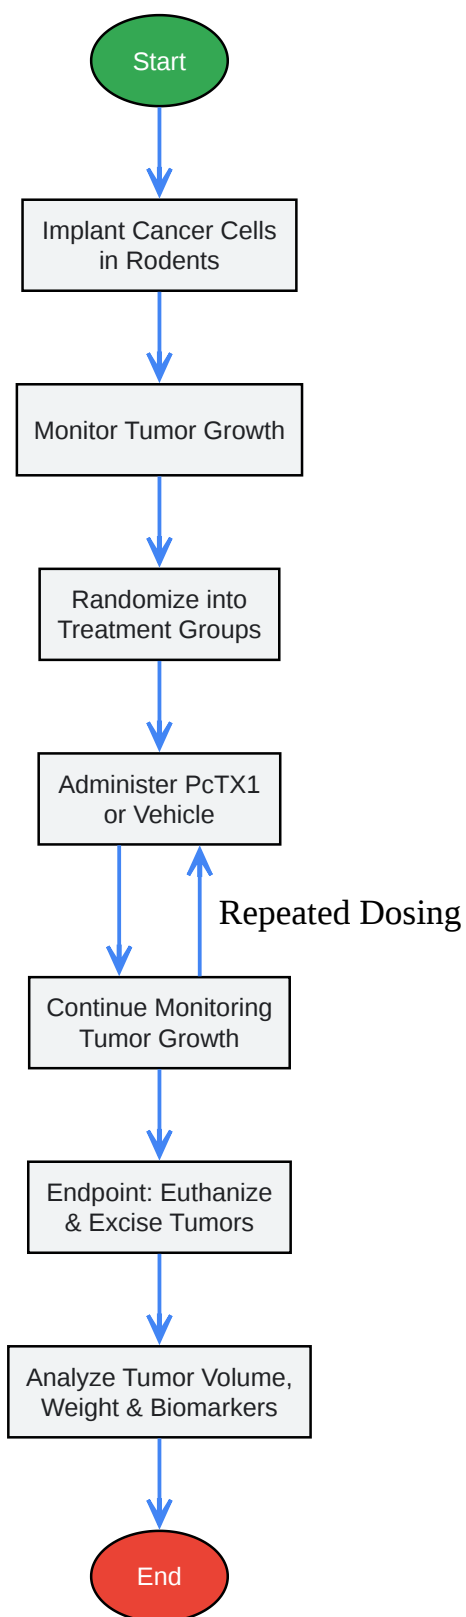 Start
Implant Cancer Cells
in Rodents
Monitor Tumor Growth
Randomize into
Treatment Groups
Administer PcTX1
or Vehicle
Repeated Dosing
Continue Monitoring
Tumor Growth
Endpoint: Euthanize
& Excise Tumors
Analyze Tumor Volume,
Weight & Biomarkers
End